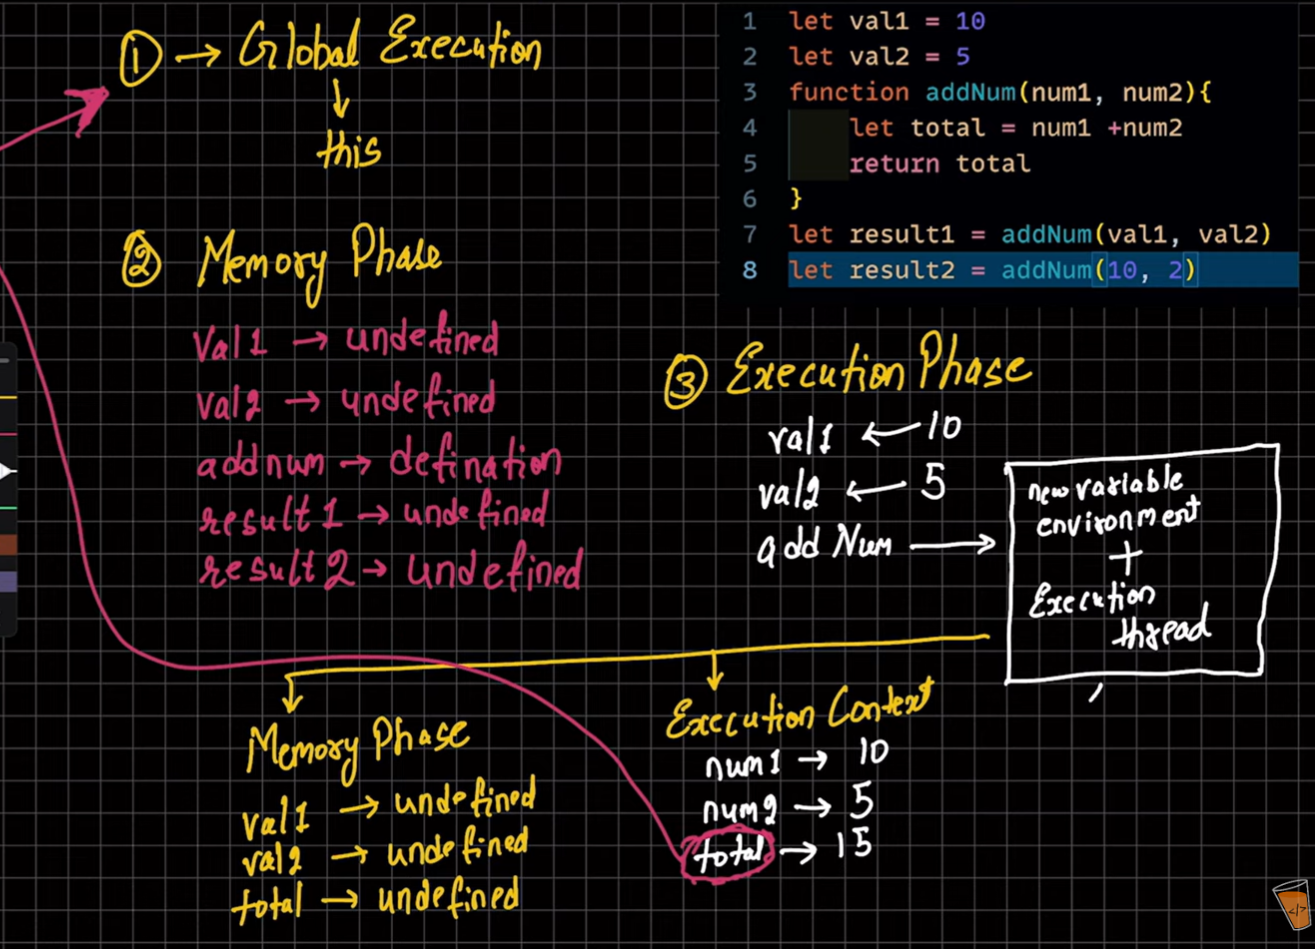 ① → Global Execution
↓
this
1 let val1 = 10
2 let val2 = 5
3 function addNum(num1, num2){
4 let total = num1 +num2
5 return total
6 }
7 let result1 = addNum(val1, val2)
8 let result2 = addNum(10, 2)
② Memory Phase
Val1 → undefined
val2 → undefined
addnum → defination
result1 → undefined
result2 → undefined
③ Execution Phase
val1 ← 10
val2 ← 5
add Num →
new variable
environment
+
Execution
thread
Memory Phase
val1 → undefined
val2 → undefined
total → undefined
Execution Context
num1 → 10
num2 → 5
total → 15
</>